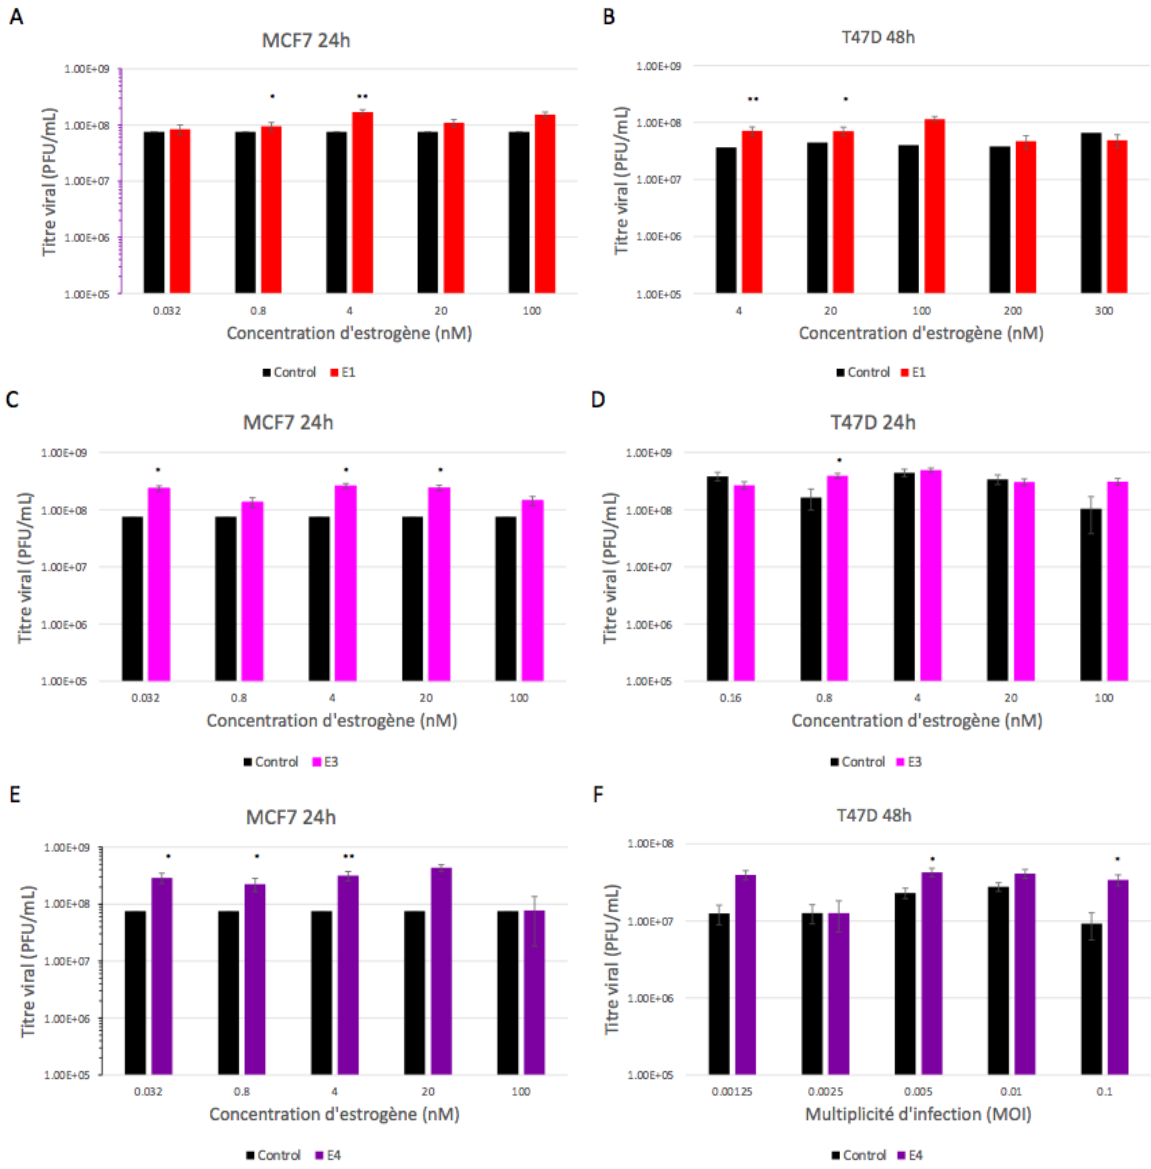 A
MCF7 24h
Titre viral (PFU/mL)
1.00E+09
1.00E+08
1.00E+07
1.00E+06
1.00E+05
* **
0.032 0.8 4 20 100
Concentration d'estrogène (nM)
Control E1
B
T47D 48h
Titre viral (PFU/mL)
1.00E+09
1.00E+08
1.00E+07
1.00E+06
1.00E+05
** *
4 20 100 200 300
Concentration d'estrogène (nM)
Control E1
C
MCF7 24h
Titre viral (PFU/mL)
1.00E+09
1.00E+08
1.00E+07
1.00E+06
1.00E+05
* * *
0.032 0.8 4 20 100
Concentration d'estrogène (nM)
Control E3
D
T47D 24h
Titre viral (PFU/mL)
1.00E+09
1.00E+08
1.00E+07
1.00E+06
1.00E+05
*
0.16 0.8 4 20 100
Concentration d'estrogène (nM)
Control E3
E
MCF7 24h
Titre viral (PFU/mL)
1.00E+09
1.00E+08
1.00E+07
1.00E+06
1.00E+05
* * **
0.032 0.8 4 20 100
Concentration d'estrogène (nM)
Control E4
F
T47D 48h
Titre viral (PFU/mL)
1.00E+08
1.00E+07
1.00E+06
1.00E+05
* *
0.00125 0.0025 0.005 0.01 0.1
Multiplicité d'infection (MOI)
Control E4